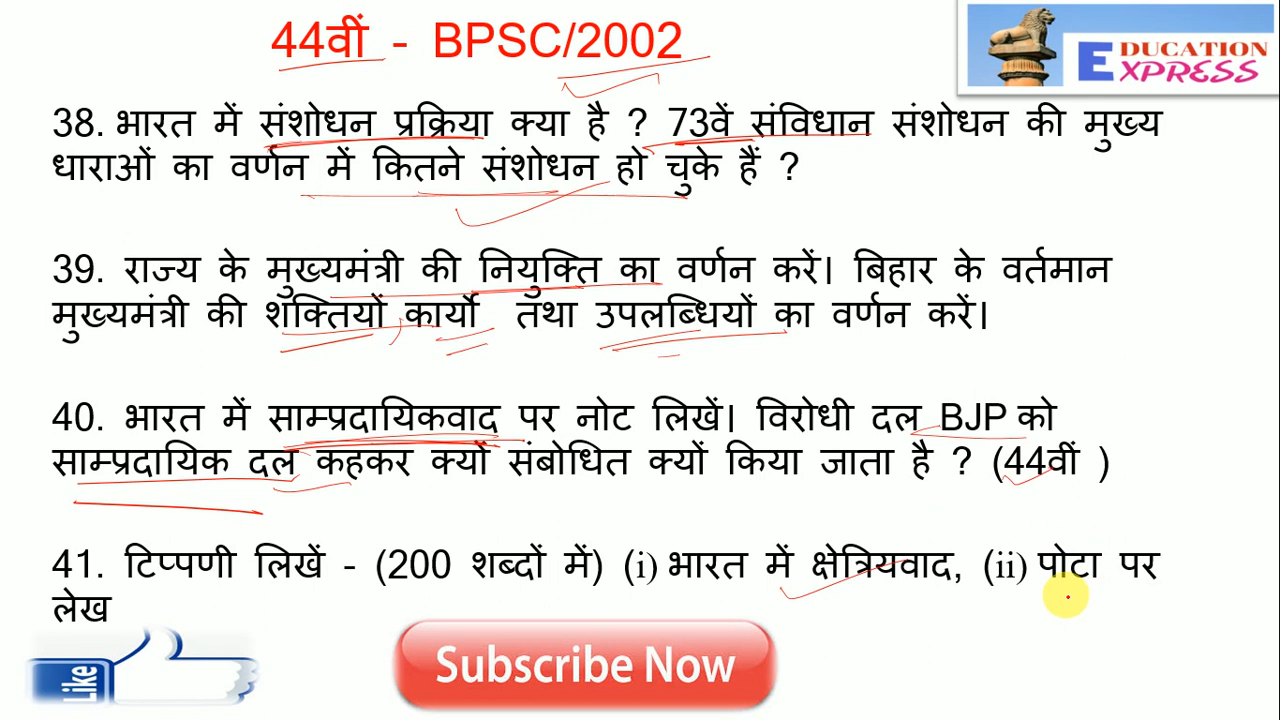 44वीं - BPSC/2002
EDUCATION
EXPRESS
38. भारत में संशोधन प्रक्रिया क्या है ? 73वें संविधान संशोधन की मुख्य
धाराओं का वर्णन में कितने संशोधन हो चुके हैं ?
39. राज्य के मुख्यमंत्री की नियुक्ति का वर्णन करें। बिहार के वर्तमान
मुख्यमंत्री की शक्तियों कार्यो तथा उपलब्धियों का वर्णन करें।
40. भारत में साम्प्रदायिकवाद पर नोट लिखें। विरोधी दल BJP को
साम्प्रदायिक दल कहकर क्यों संबोधित क्यों किया जाता है ? (44वीं )
41. टिप्पणी लिखें - (200 शब्दों में) (i) भारत में क्षेत्रियवाद, (ii) पोटा पर
लेख
Like
Subscribe Now